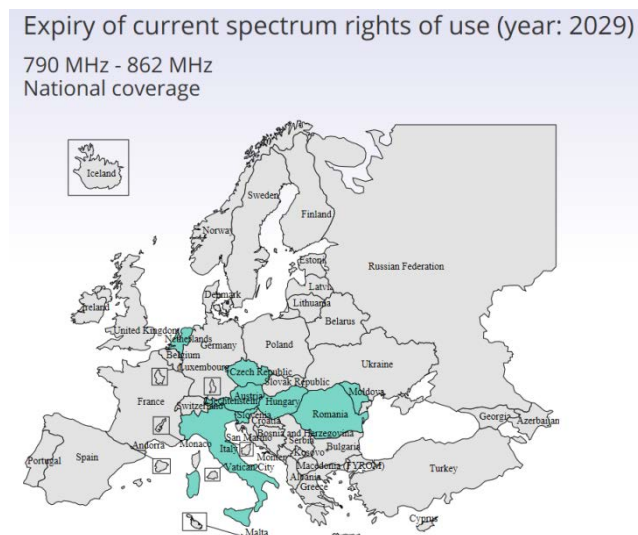 Expiry of current spectrum rights of use (year: 2029)
790 MHz - 862 MHz
National coverage
Iceland
Sweden
Finland
Norway
Russian Federation
Estoni
Latvi
Denmark
Lithuania
Ireland
United Kingdom
Netherlands
Belarus
Germany
Poland
Belgium
Luxembourg
Czech Republic
Ukraine
Slovak Republic
France
Austria
Liechtenstein
Switzerland
Hungary
Moldova
Romania
Slovenia
Croatia
Georgia
Azerbaijan
Andorra
Monaco
San Marino
Bosnia and Herzegovina
Serbia
Italy
Bulgaria
Kosovo
Portugal
Spain
Vatican City
Monten
Macedonia (FYROM)
Turkey
Albania
Greece
Cyprus
Malta